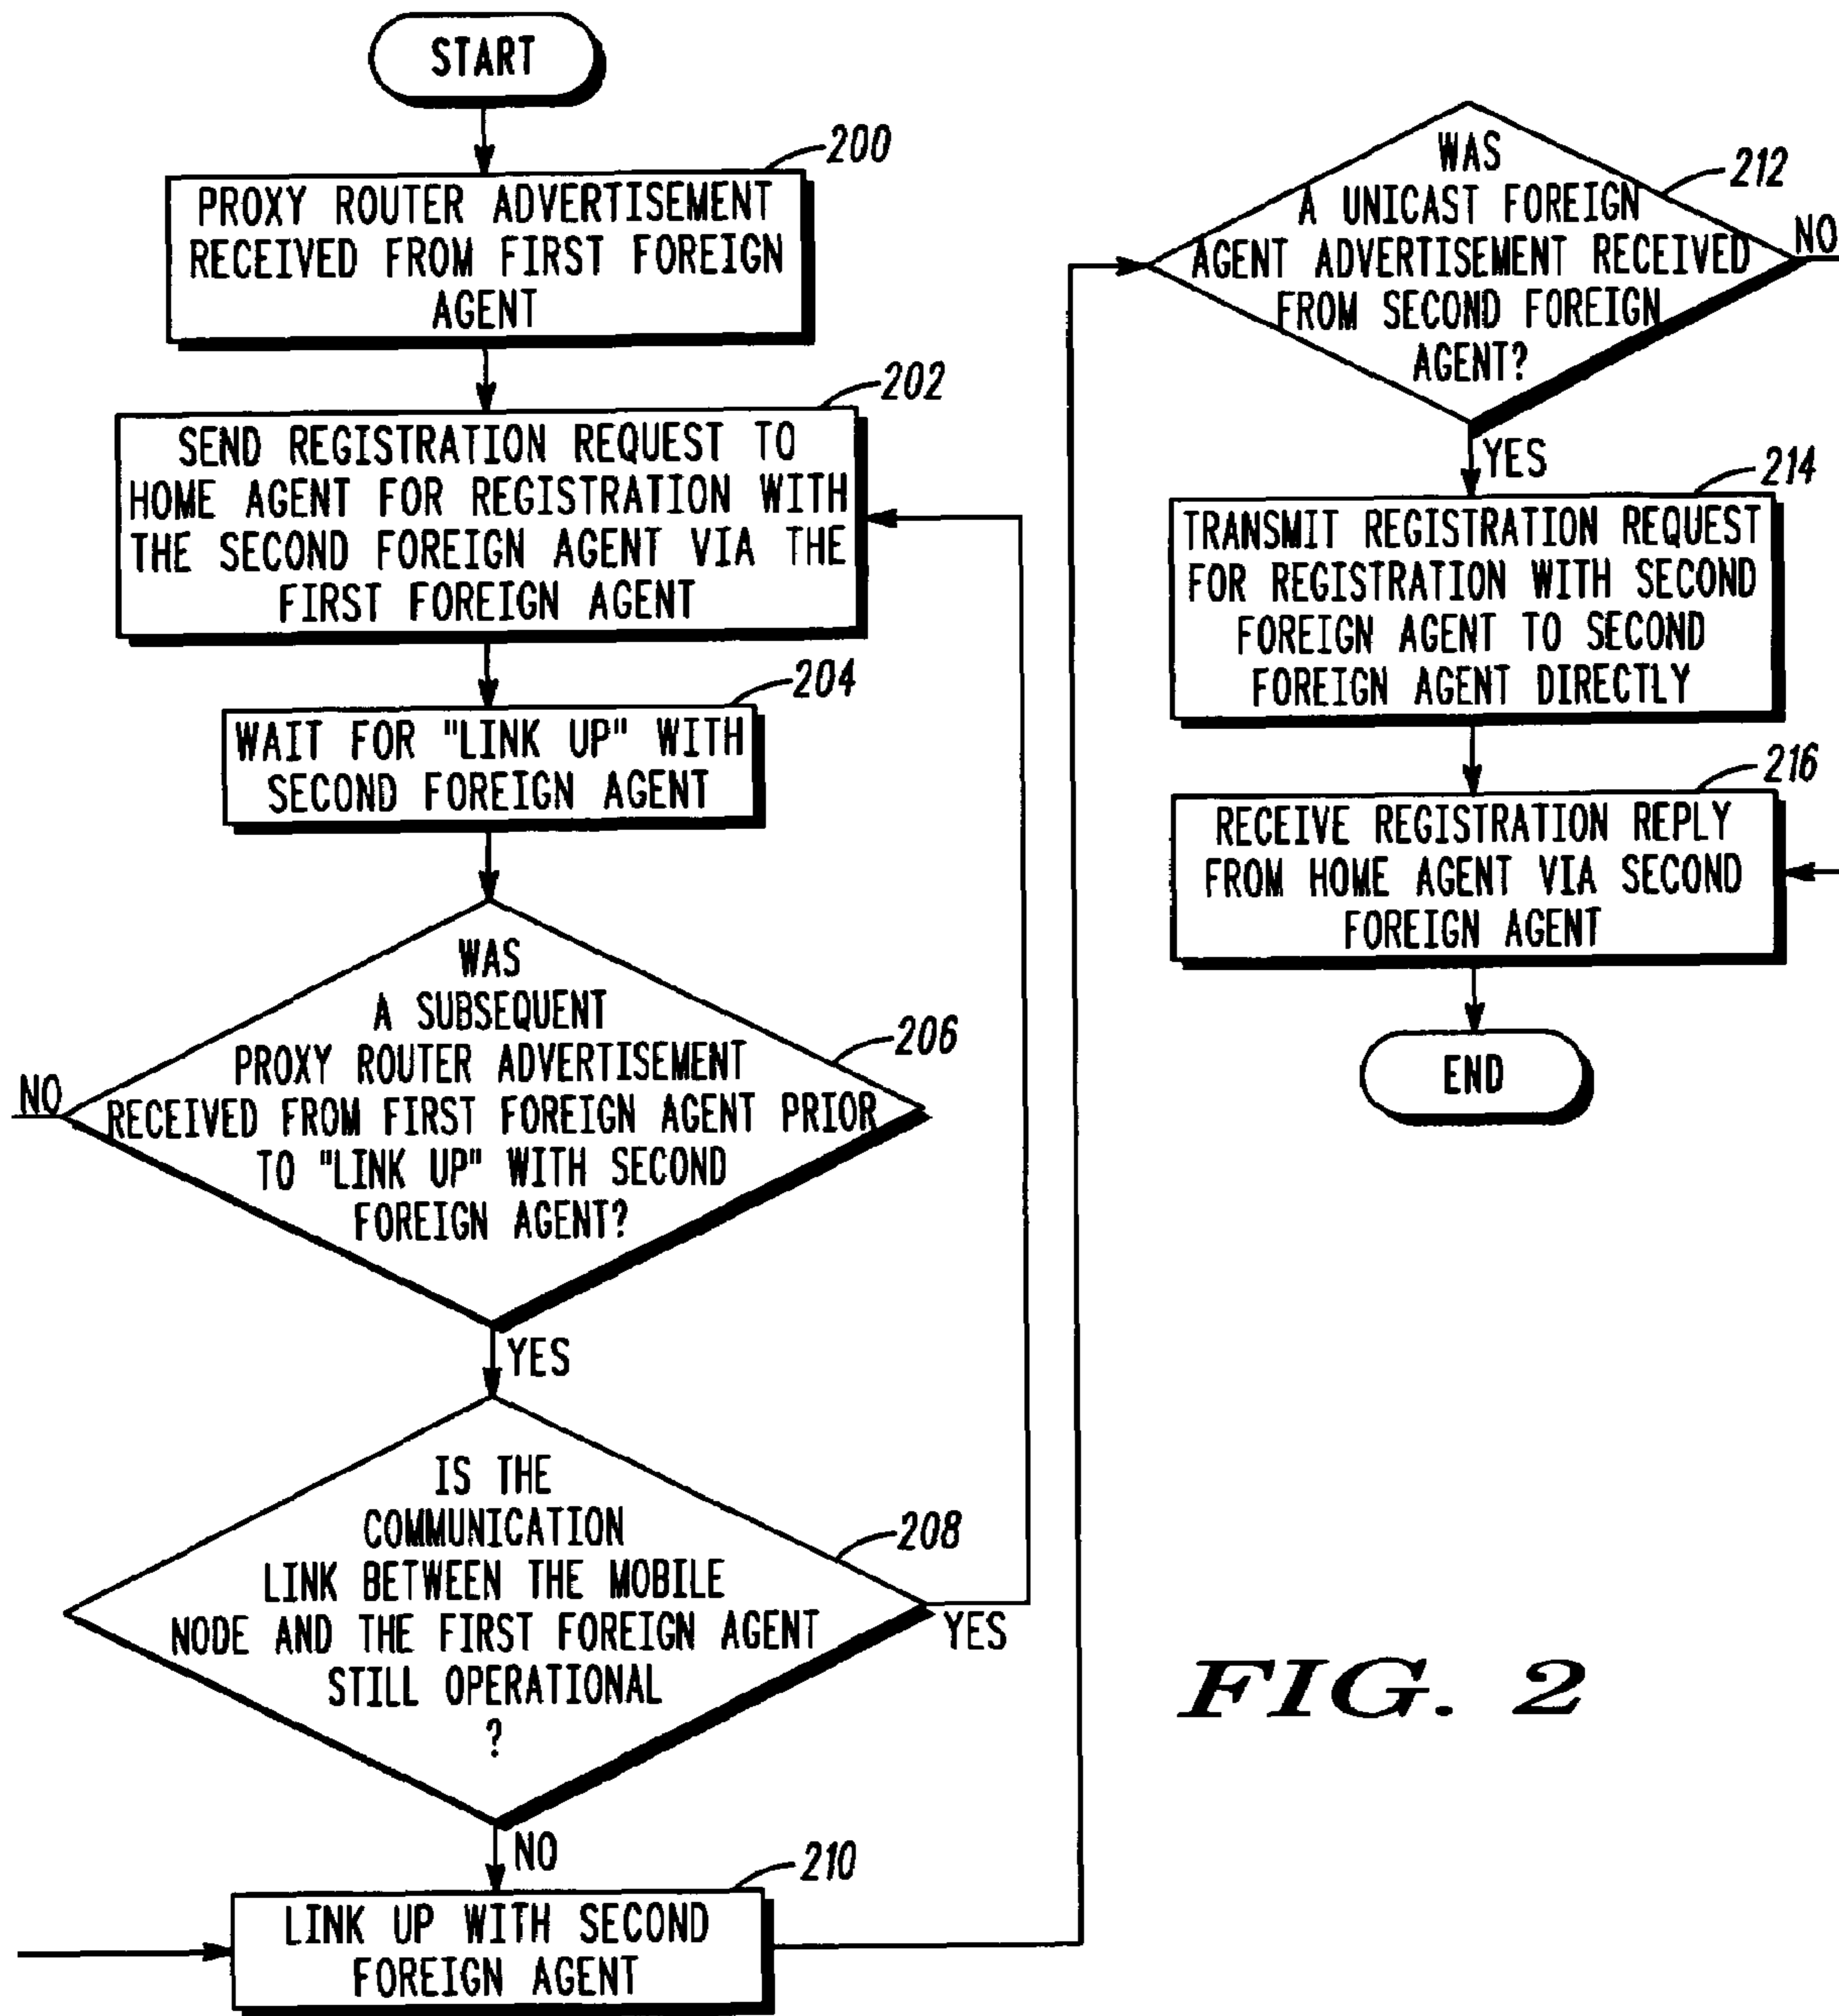 START
200
PROXY ROUTER ADVERTISEMENT
RECEIVED FROM FIRST FOREIGN
AGENT
202
SEND REGISTRATION REQUEST TO
HOME AGENT FOR REGISTRATION WITH
THE SECOND FOREIGN AGENT VIA THE
FIRST FOREIGN AGENT
204
WAIT FOR "LINK UP" WITH
SECOND FOREIGN AGENT
206
WAS
A SUBSEQUENT
PROXY ROUTER ADVERTISEMENT
RECEIVED FROM FIRST FOREIGN AGENT PRIOR
TO "LINK UP" WITH SECOND
FOREIGN AGENT?
NO
YES
208
IS THE
COMMUNICATION
LINK BETWEEN THE MOBILE
NODE AND THE FIRST FOREIGN AGENT
STILL OPERATIONAL
?
YES
NO
210
LINK UP WITH SECOND
FOREIGN AGENT
212
WAS
A UNICAST FOREIGN
AGENT ADVERTISEMENT RECEIVED
FROM SECOND FOREIGN
AGENT?
NO
YES
214
TRANSMIT REGISTRATION REQUEST
FOR REGISTRATION WITH SECOND
FOREIGN AGENT TO SECOND
FOREIGN AGENT DIRECTLY
216
RECEIVE REGISTRATION REPLY
FROM HOME AGENT VIA SECOND
FOREIGN AGENT
END
FIG. 2